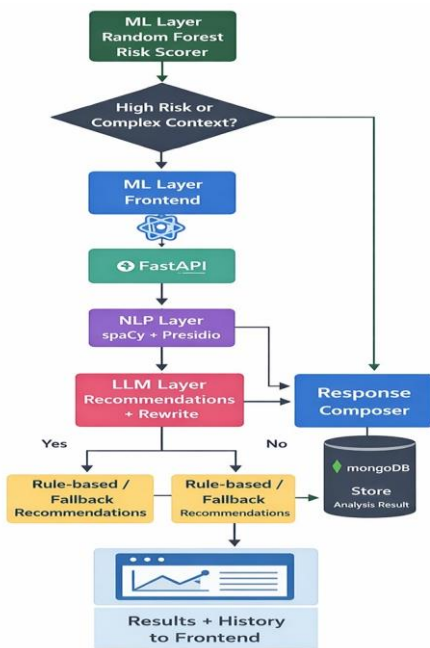 ML Layer
Random Forest
Risk Scorer
High Risk or
Complex Context?
ML Layer
Frontend
FastAPI
NLP Layer
spaCy + Presidio
LLM Layer
Recommendations
+ Rewrite
Response
Composer
Yes
No
mongoDB
Store
Analysis Result
Rule-based /
Fallback
Recommendations
Rule-based /
Fallback
Recommendations
Results + History
to Frontend